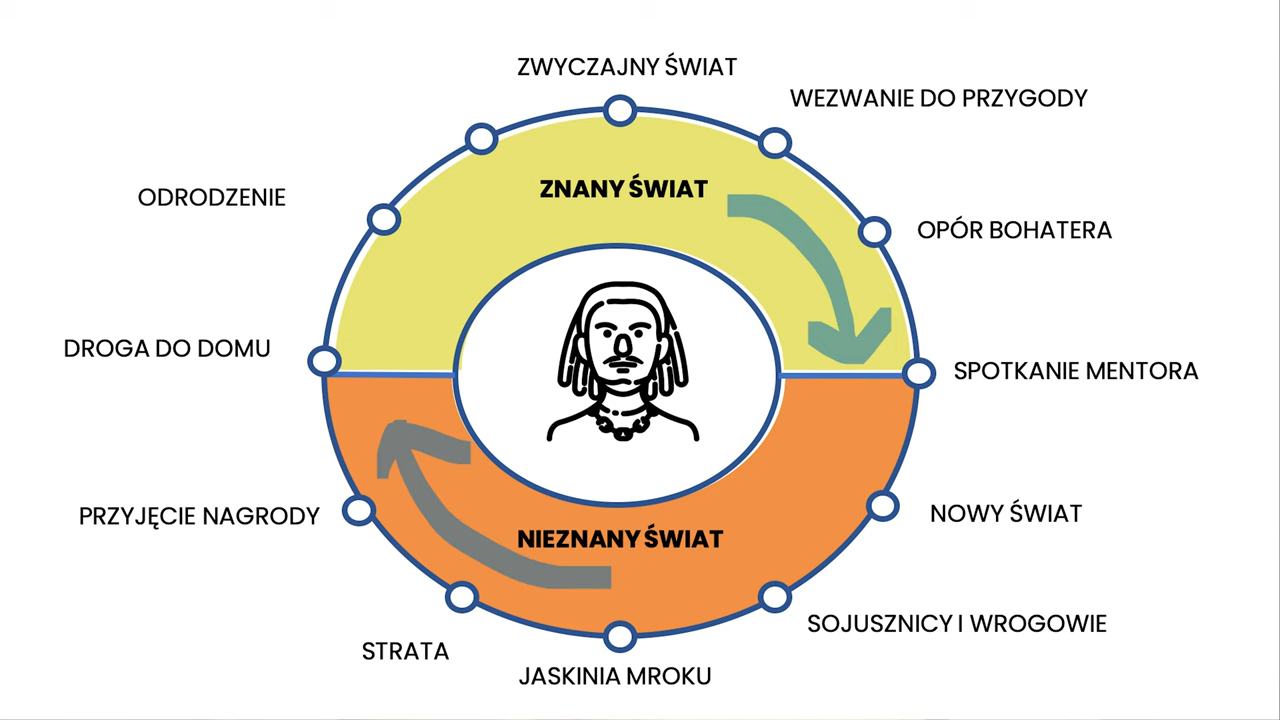 ZWYCZAJNY ŚWIAT
WEZWANIE DO PRZYGODY
OPÓR BOHATERA
SPOTKANIE MENTORA
NOWY ŚWIAT
SOJUSZNICY I WROGOWIE
JASKINIA MROKU
STRATA
PRZYJĘCIE NAGRODY
DROGA DO DOMU
ODRODZENIE
ZNANY ŚWIAT
NIEZNANY ŚWIAT